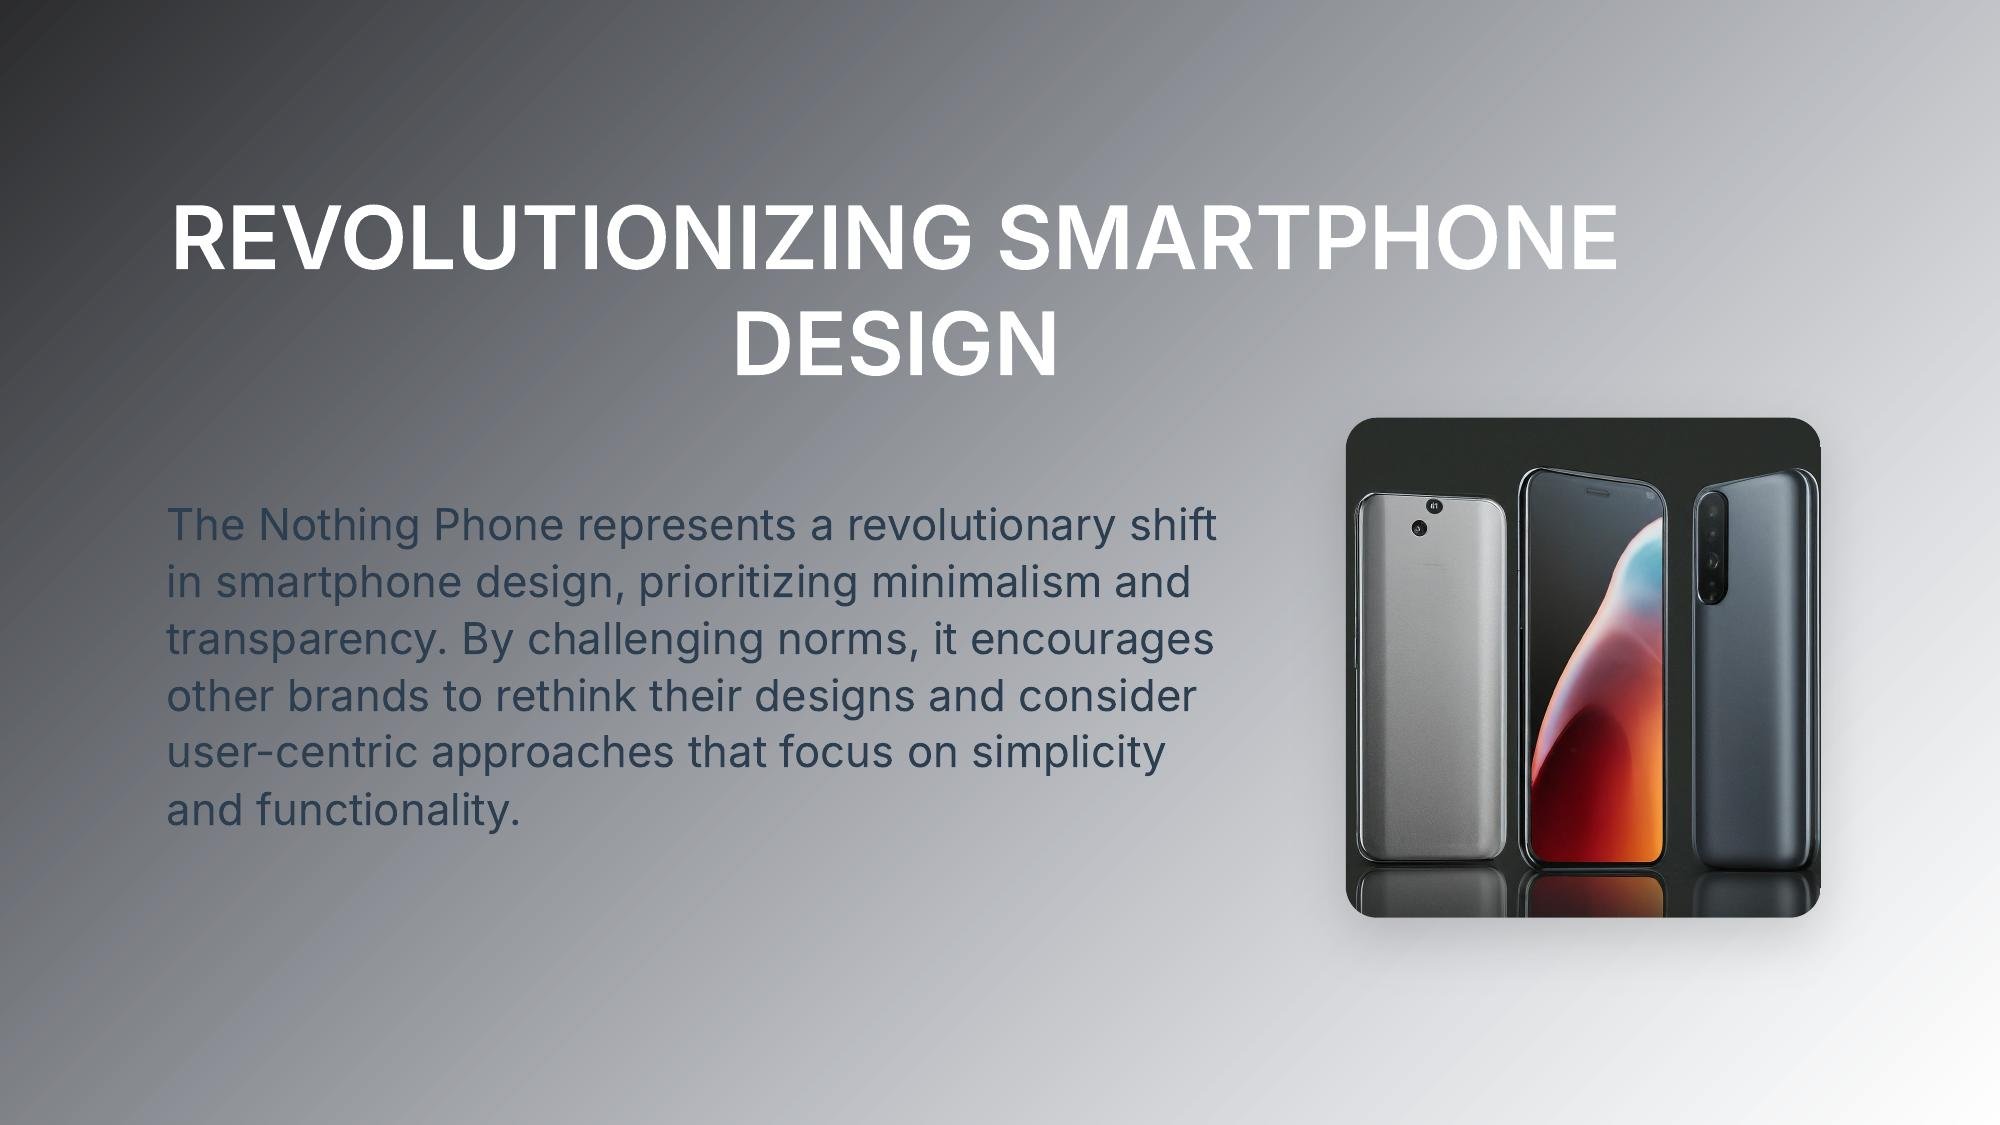 REVOLUTIONIZING SMARTPHONE
DESIGN
The Nothing Phone represents a revolutionary shift
in smartphone design, prioritizing minimalism and
transparency. By challenging norms, it encourages
other brands to rethink their designs and consider
user-centric approaches that focus on simplicity
and functionality.